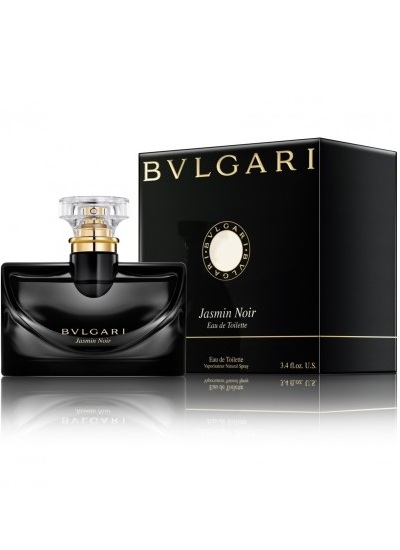 BVLGARI
BVLGARI • BVLGARI
Jasmin Noir
Eau de Toilette
Eau de Toilette
Vaporisateur Natural Spray
3.4 fl.oz. U.S.
BVLGARI
Jasmin Noir